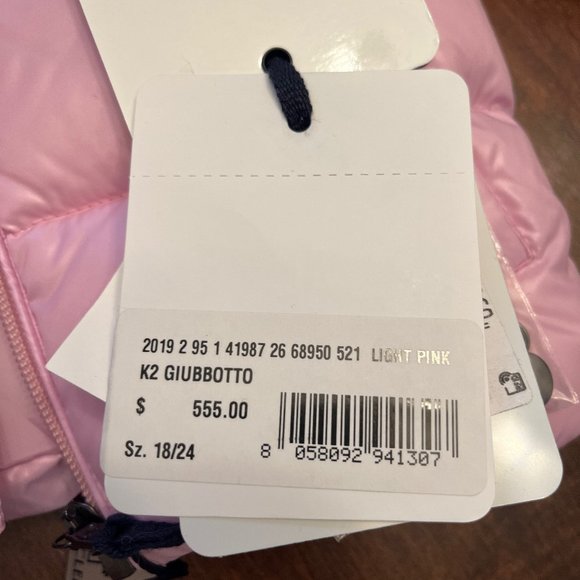 2019 2 95 1 41987 26 68950 521 LIGHT PINK
K2 GIUBBOTTO
$ 555.00
Sz. 18/24
8 058092 941307